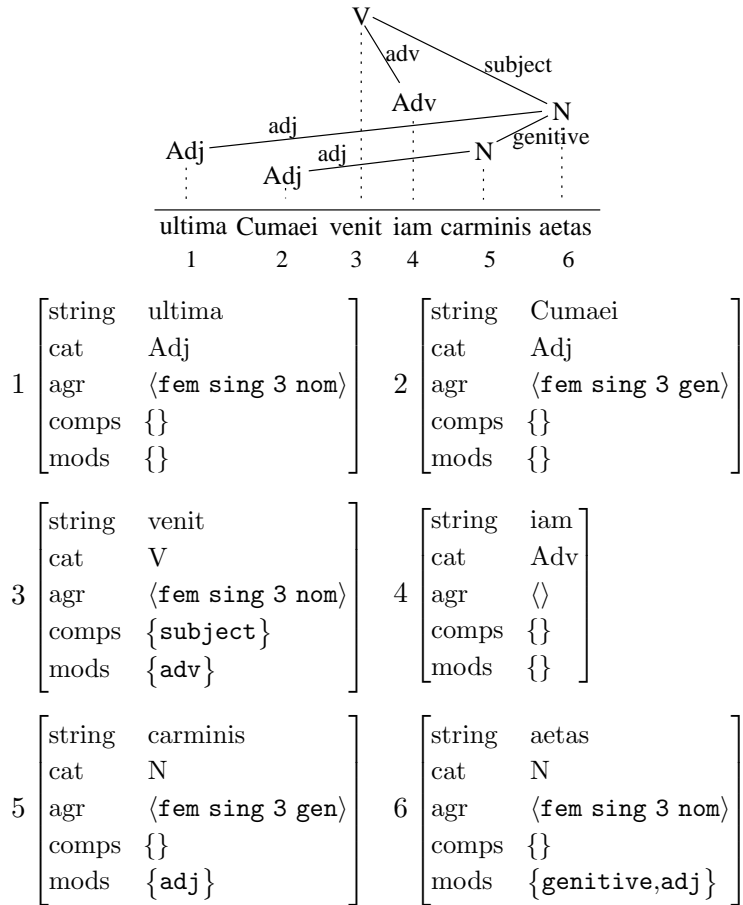 V
adv
subject
Adv
N
adj
genitive
Adj
adj
N
Adj
ultima Cumaei venit iam carminis aetas
1 2 3 4 5 6
1
string ultima
cat Adj
agr ⟨fem sing 3 nom⟩
comps {}
mods {}
2
string Cumaei
cat Adj
agr ⟨fem sing 3 gen⟩
comps {}
mods {}
3
string venit
cat V
agr ⟨fem sing 3 nom⟩
comps {subject}
mods {adv}
4
string iam
cat Adv
agr ⟨⟩
comps {}
mods {}
5
string carminis
cat N
agr ⟨fem sing 3 gen⟩
comps {}
mods {adj}
6
string aetas
cat N
agr ⟨fem sing 3 nom⟩
comps {}
mods {genitive,adj}